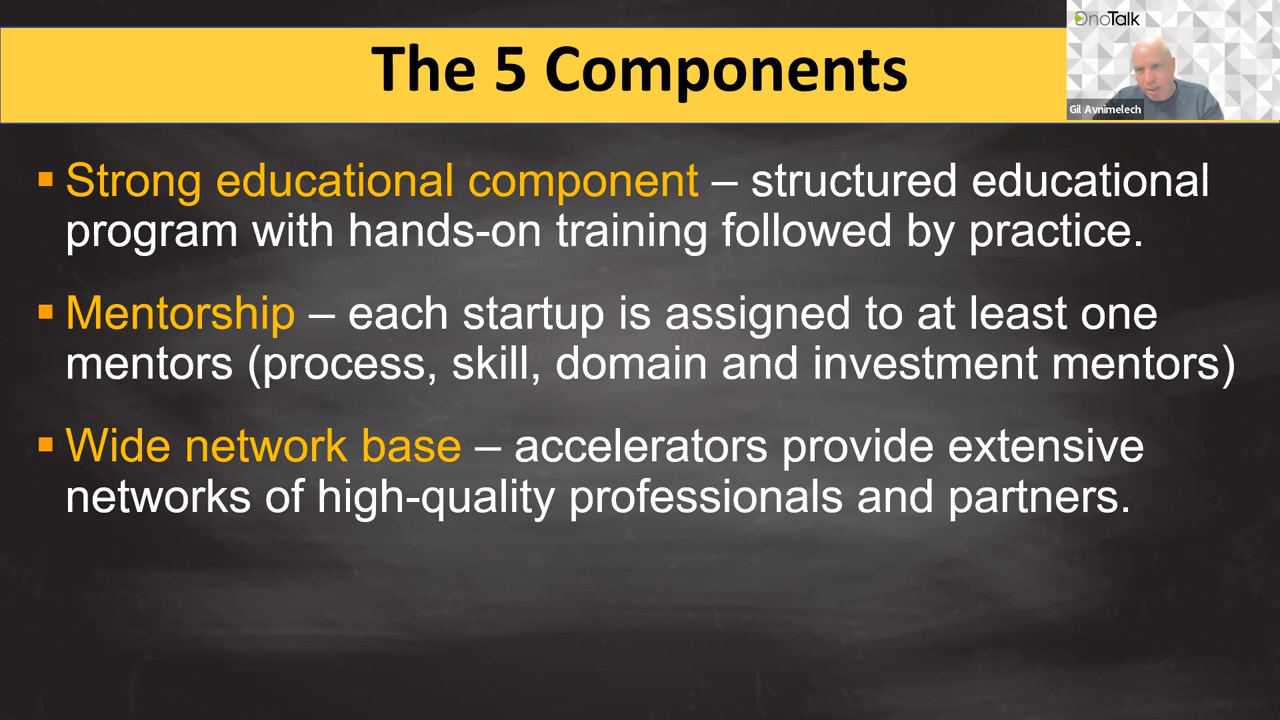 The 5 Components
OnoTalk
Gil Avnimelech
▪ Strong educational component – structured educational
program with hands-on training followed by practice.
▪ Mentorship – each startup is assigned to at least one
mentors (process, skill, domain and investment mentors)
▪ Wide network base – accelerators provide extensive
networks of high-quality professionals and partners.